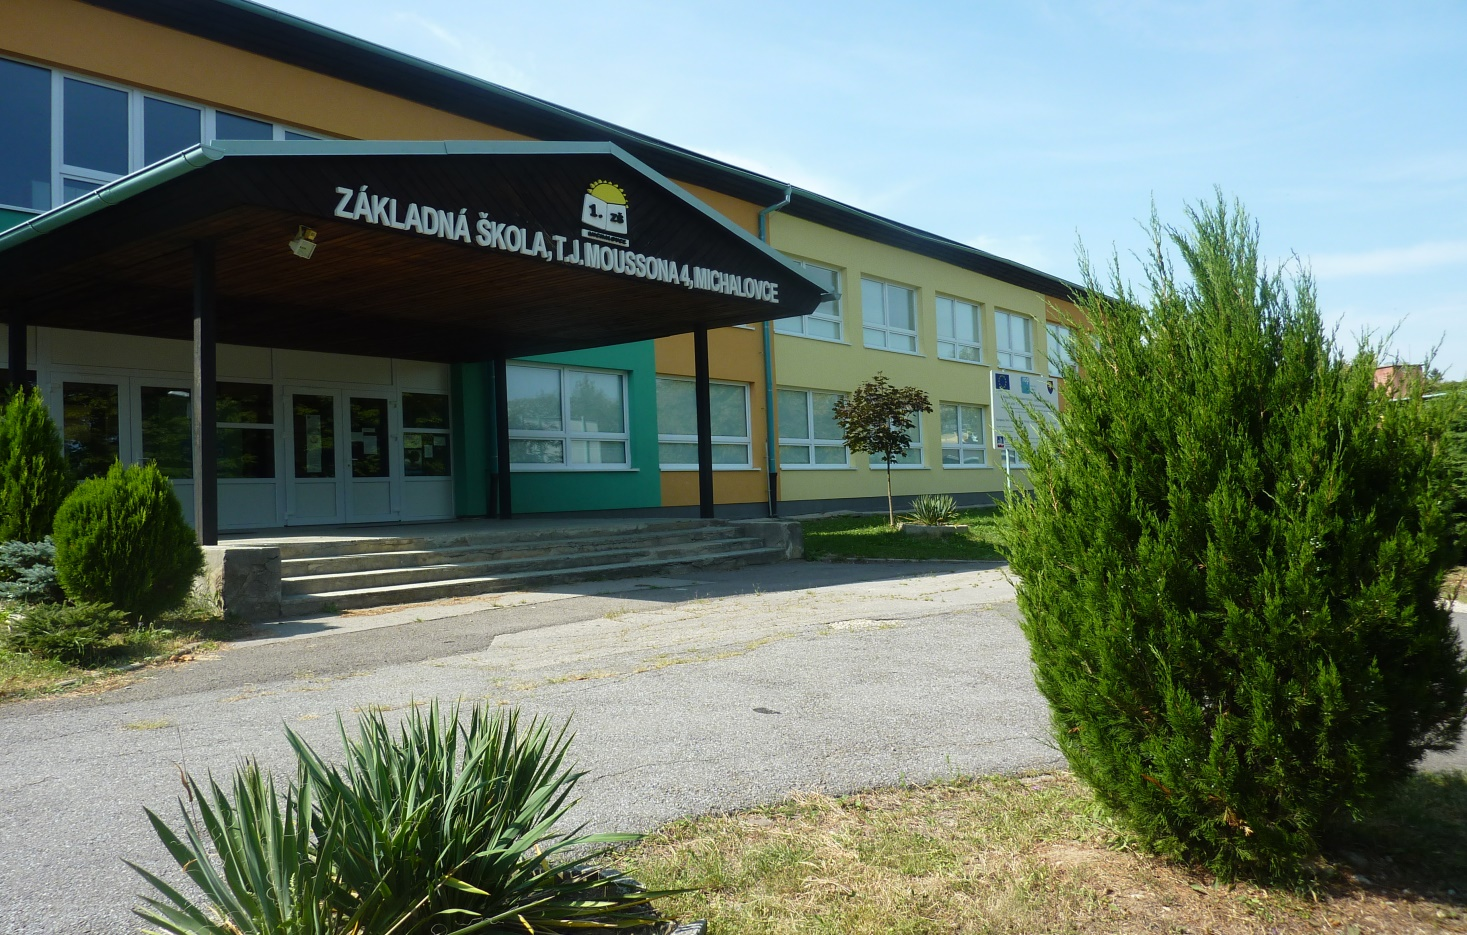 1. zš
ZÁKLADNÁ ŠKOLA, T.J. MOUSSONA 4, MICHALOVCE